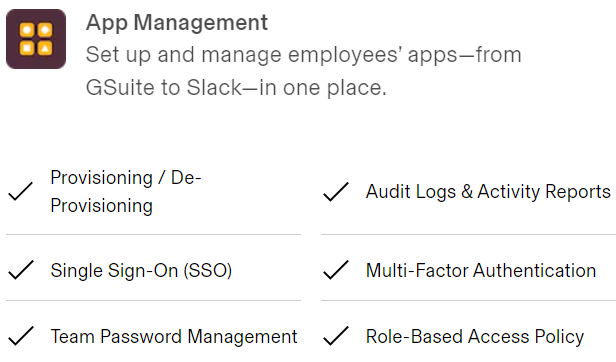 App Management
Set up and manage employees’ apps—from
GSuite to Slack—in one place.
Provisioning / De-
Provisioning
Audit Logs & Activity Reports
Single Sign-On (SSO)
Multi-Factor Authentication
Team Password Management
Role-Based Access Policy